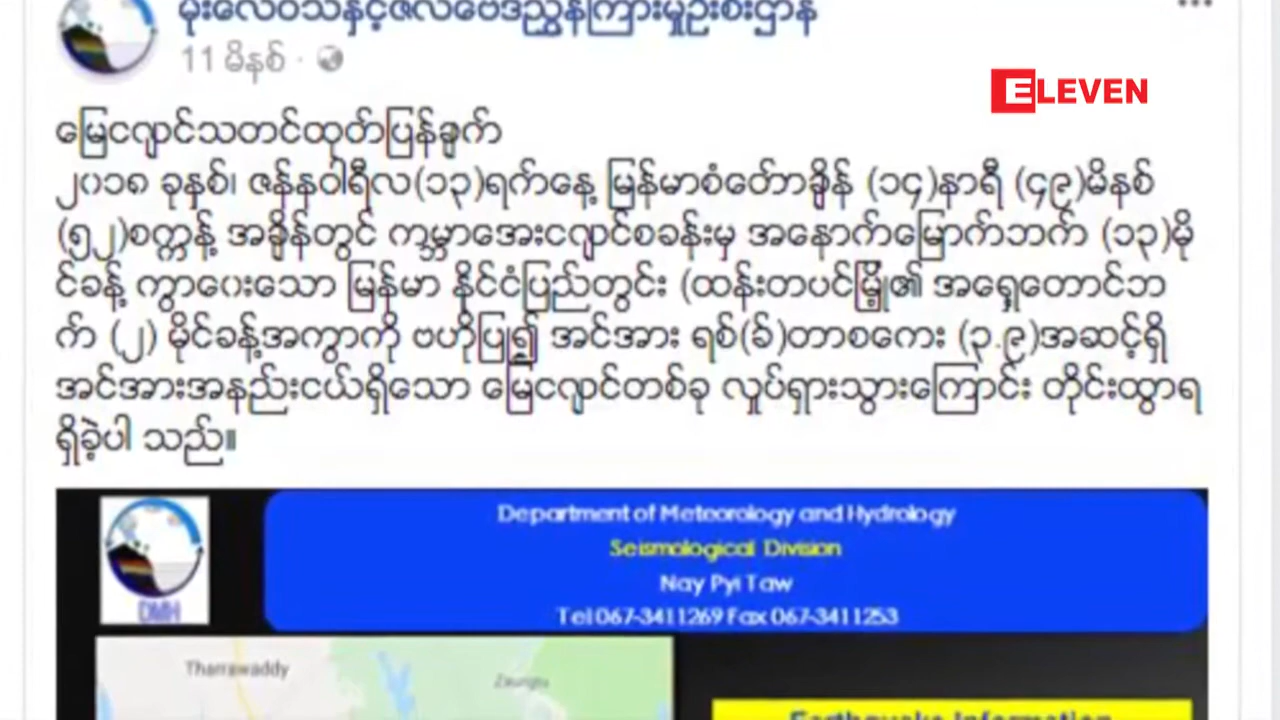 မိုးလေဝသနှင့်ဇလဗေဒညွှန်ကြားမှုဦးစီးဌာန
11 မိနစ် ·
ELEVEN
မြေငလျင်သတင်းထုတ်ပြန်ချက်
၂၀၁၈ ခုနှစ်၊ ဇန်နဝါရီလ(၁၃)ရက်နေ့ မြန်မာစံတော်ချိန် (၁၄)နာရီ (၄၉)မိနစ်
(၅၂)စက္ကန့် အချိန်တွင် ကမ္ဘာအေးငလျင်စခန်းမှ အနောက်မြောက်ဘက် (၁၃)မို
င်ခန့် ကွာဝေးသော မြန်မာ နိုင်ငံပြည်တွင်း (ထန်းတပင်မြို့၏ အရှေ့တောင်ဘ
က် (၂) မိုင်ခန့်အကွာကို ဗဟိုပြု၍ အင်အား ရစ်(ခ်)တာစကေး (၃.၉)အဆင့်ရှိ
အင်အားအနည်းငယ်ရှိသော မြေငလျင်တစ်ခု လှုပ်ရှားသွားကြောင်း တိုင်းထွာရ
ရှိခဲ့ပါ သည်။
Department of Meteorology and Hydrology
Seismological Division
Nay Pyi Taw
Tel 067-3411269 Fax 067-3411253
DMH
Tharrawaddy
Zaungtu
Earthquake Information